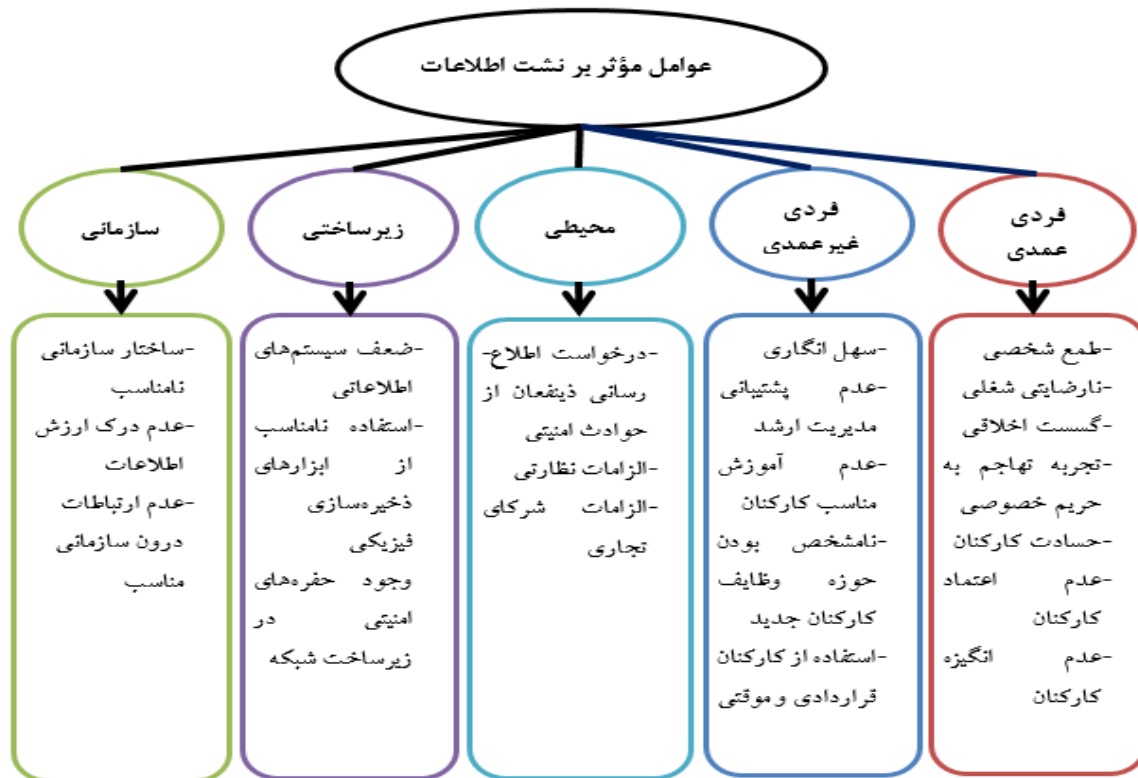 عوامل مؤثر بر نشت اطلاعات
فردی
عمدی
-طمع شخصی
-نارضایتی شغلی
-گسست اخلاقی
-تجربه تهاجم به
حریم خصوصی
-حسادت کارکنان
-عدم اعتماد
کارکنان
-عدم انگیزه
کارکنان
فردی
غیرعمدی
-سهل انگاری
-عدم پشتیبانی
مدیریت ارشد
-عدم آموزش
مناسب کارکنان
-نامشخص بودن
حوزه وظایف
کارکنان جدید
-استفاده از کارکنان
قراردادی و موقتی
محیطی
-درخواست اطلاع-
رسانی ذینفعان از
حوادث امنیتی
-الزامات نظارتی
-الزامات شرکای
تجاری
زیرساختی
-ضعف سیستم‌های
اطلاعاتی
-استفاده نامناسب
از ابزارهای
ذخیره‌سازی
فیزیکی
وجود حفره‌های
امنیتی در
زیرساخت شبکه
سازمانی
-ساختار سازمانی
نامناسب
-عدم درک ارزش
اطلاعات
-عدم ارتباطات
درون سازمانی
مناسب